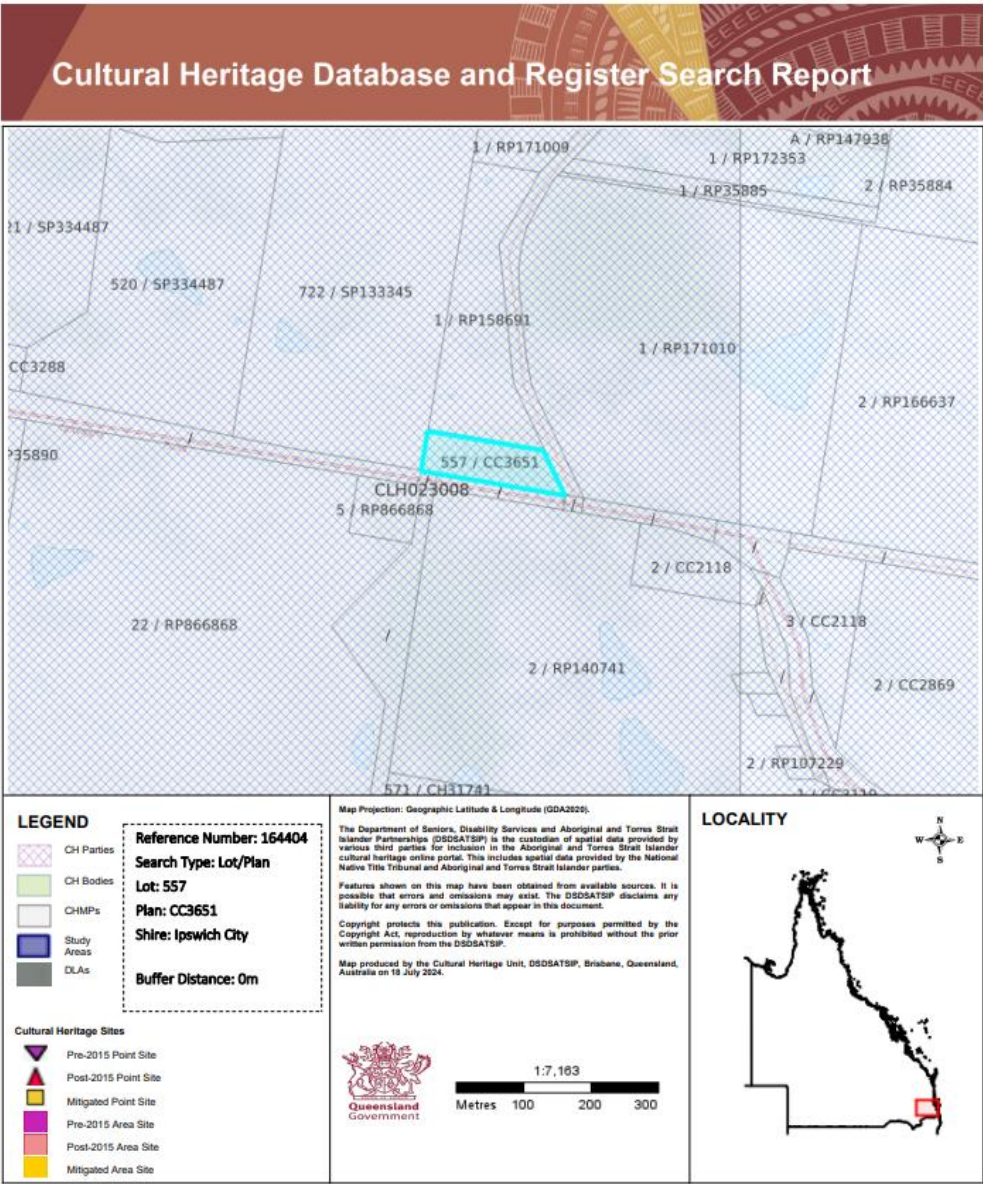 Cultural Heritage Database and Register Search Report
1 / RP171009
A / RP147938
1 / RP172353
1 / RP35885
2 / RP35884
21 / SP334487
520 / SP334487
722 / SP133345
1 / RP158691
1 / RP171010
CC3288
2 / RP166637
P35890
557 / CC3651
CLH023008
5 / RP866868
2 / CC2118
22 / RP866868
3 / CC2118
2 / RP140741
2 / CC2869
2 / RP107229
571 / CH31741
LEGEND
CH Parties
CH Bodies
CHMPs
Study
Areas
DLAs
Reference Number: 164404
Search Type: Lot/Plan
Lot: 557
Plan: CC3651
Shire: Ipswich City
Buffer Distance: 0m
Cultural Heritage Sites
Pre-2015 Point Site
Post-2015 Point Site
Mitigated Point Site
Pre-2015 Area Site
Post-2015 Area Site
Mitigated Area Site
Map Projection: Geographic Latitude & Longitude (GDA2020).
The Department of Seniors, Disability Services and Aboriginal and Torres Strait
Islander Partnerships (DSDSATSIP) is the custodian of spatial data provided by
various third parties for inclusion in the Aboriginal and Torres Strait Islander
cultural heritage online portal. This includes spatial data provided by the National
Native Title Tribunal and Aboriginal and Torres Strait Islander parties.
Features shown on this map have been obtained from available sources. It is
possible that errors and omissions may exist. The DSDSATSIP disclaims any
liability for any errors or omissions that appear in this document.
Copyright protects this publication. Except for purposes permitted by the
Copyright Act, reproduction by whatever means is prohibited without the prior
written permission from the DSDSATSIP.
Map produced by the Cultural Heritage Unit, DSDSATSIP, Brisbane, Queensland,
Australia on 18 July 2024.
Queensland
Government
1:7,163
Metres 100 200 300
LOCALITY
N
W E
S